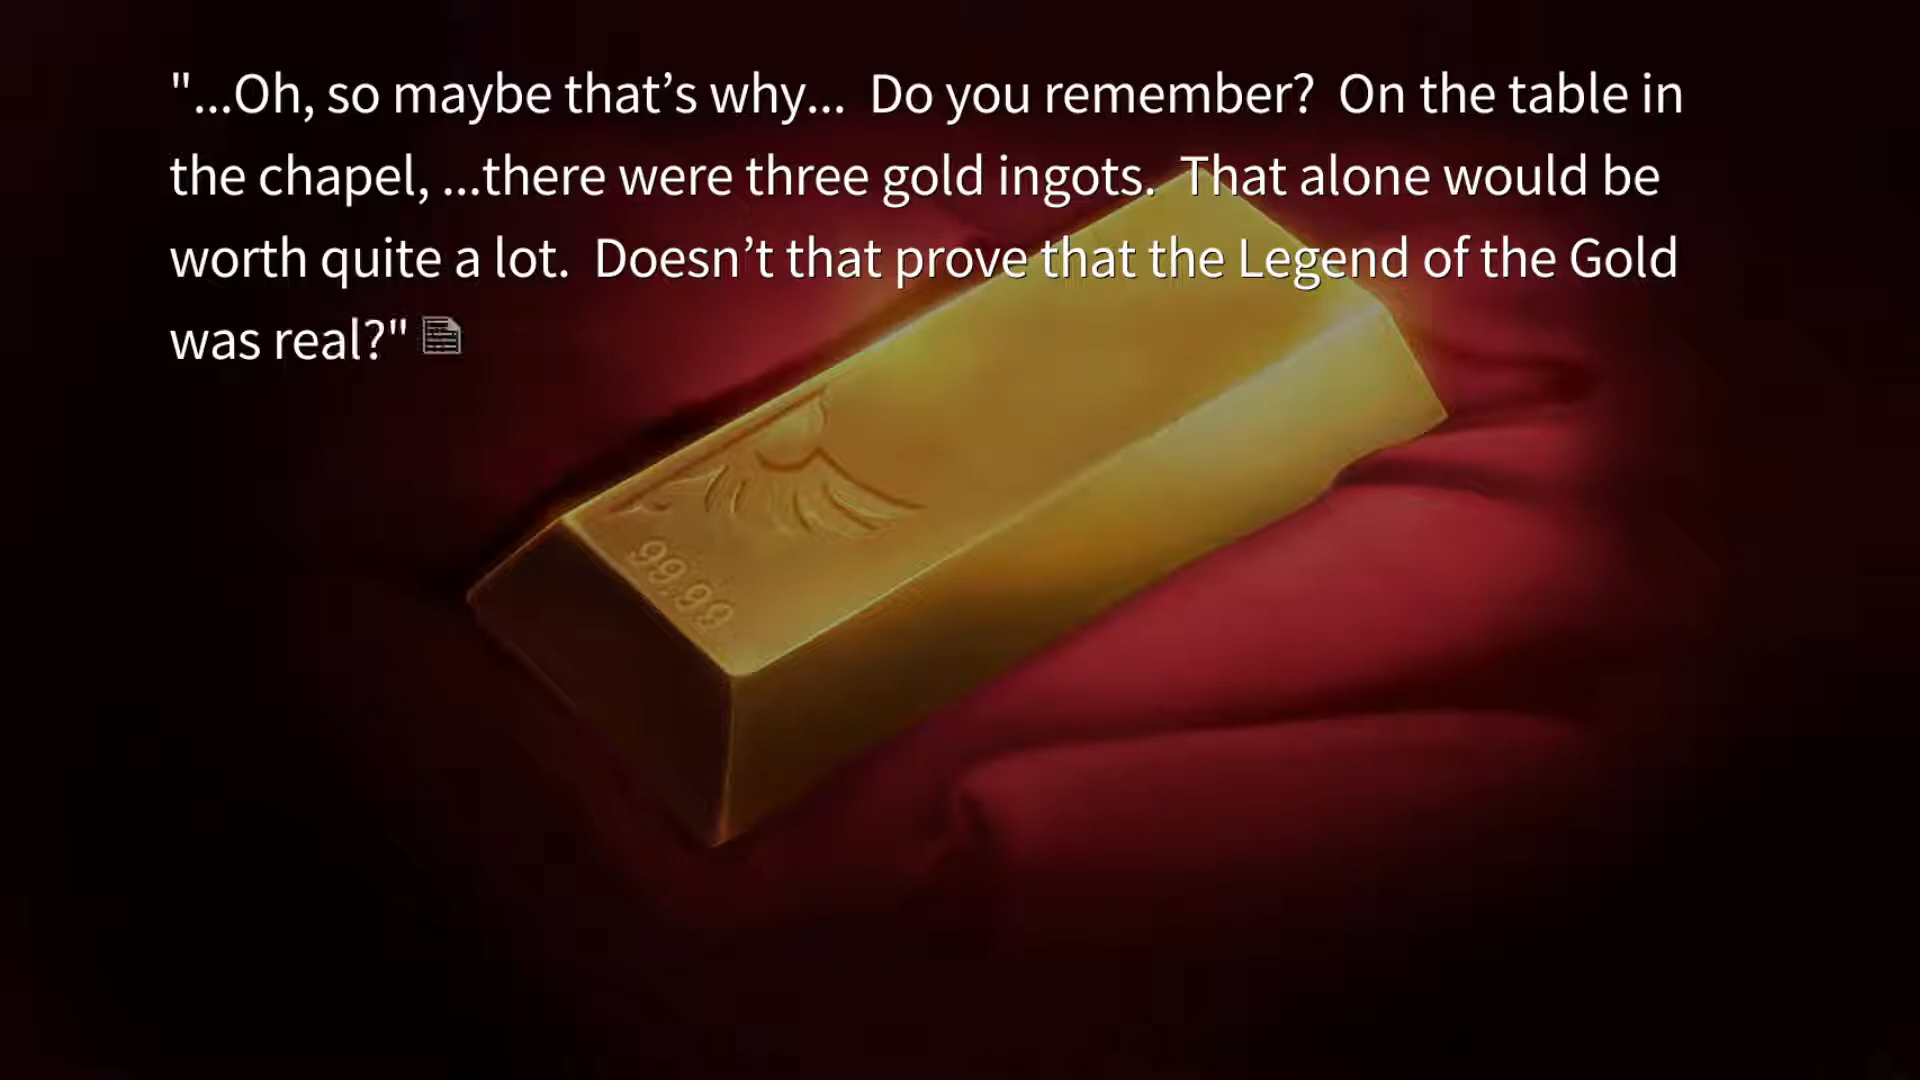 "...Oh, so maybe that’s why...  Do you remember?  On the table in
the chapel, ...there were three gold ingots.  That alone would be
worth quite a lot.  Doesn’t that prove that the Legend of the Gold
was real?"
99.99